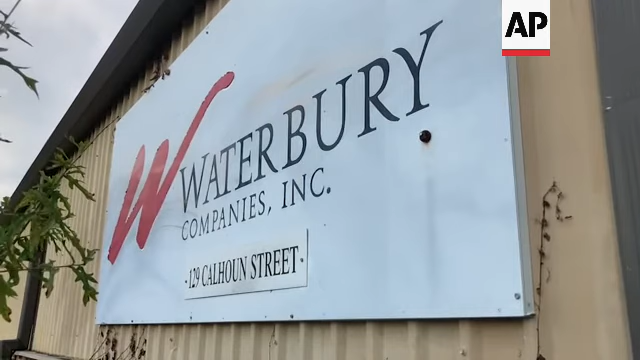 AP
W
WATERBURY
COMPANIES, INC.
-129 CALHOUN STREET-